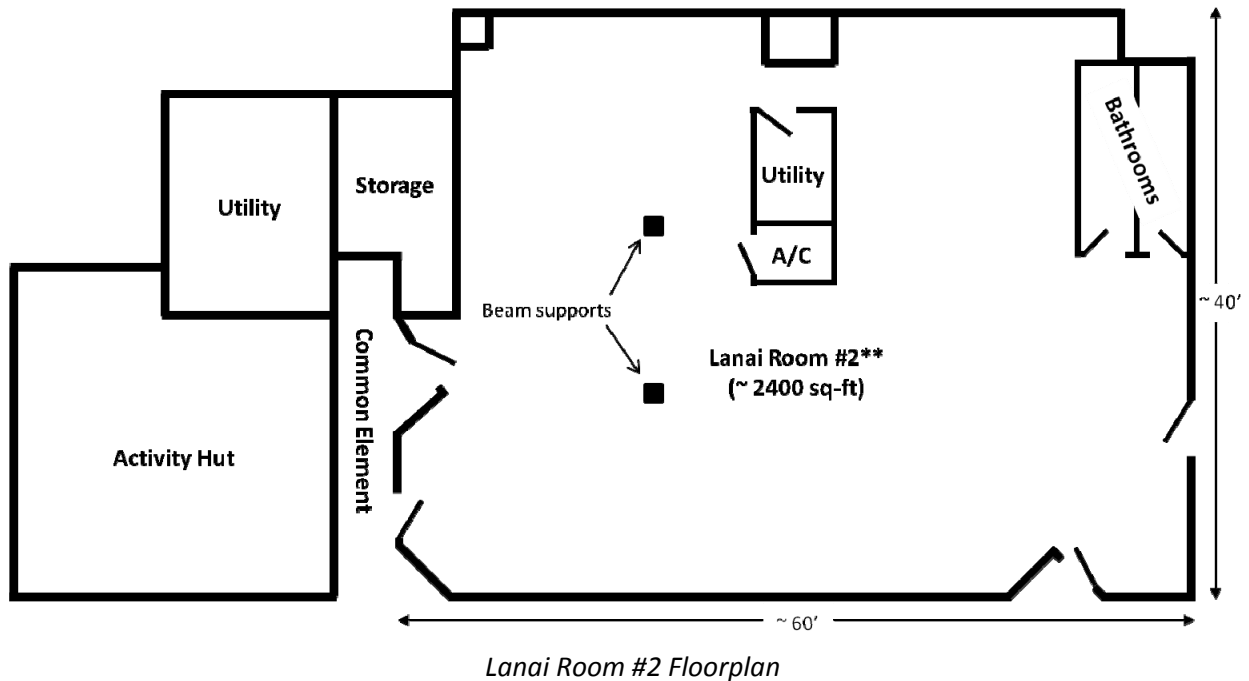 Bathrooms
Storage
Utility
Utility
A/C
~ 40’
Beam supports
Common Element
Lanai Room #2**
(~ 2400 sq-ft)
Activity Hut
~ 60’
Lanai Room #2 Floorplan